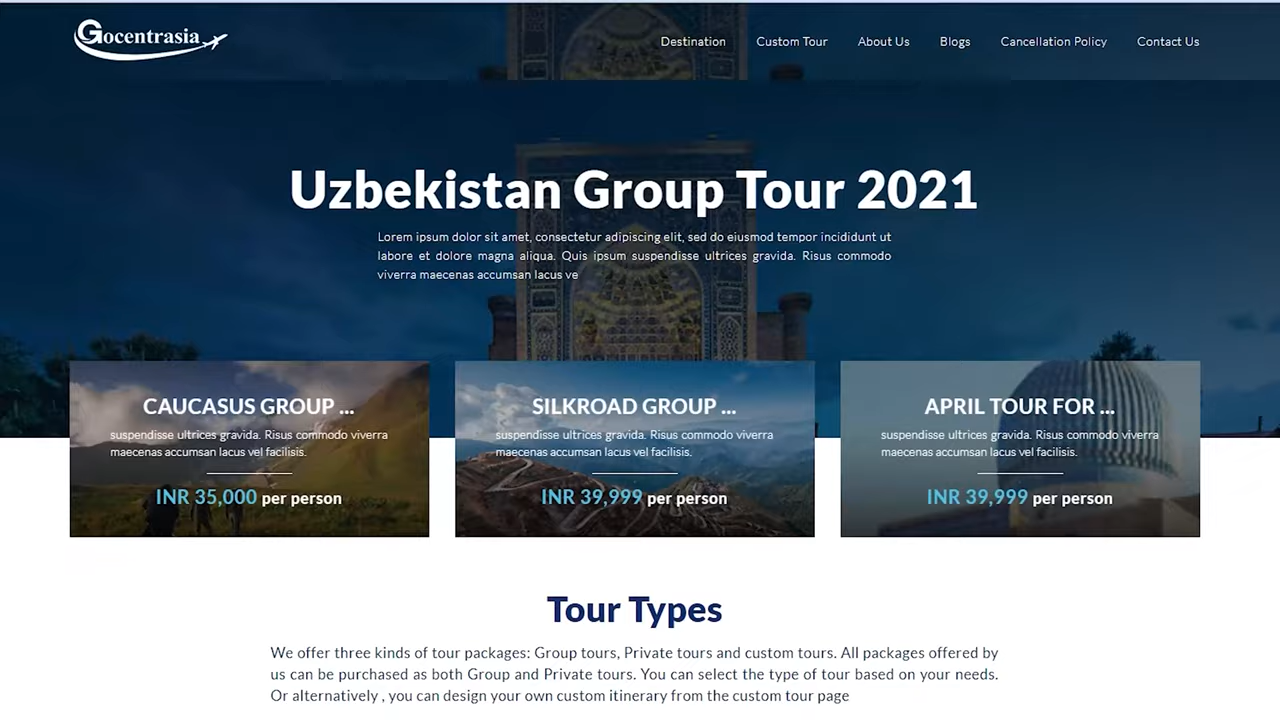 Gocentrasia
Destination Custom Tour About Us Blogs Cancellation Policy Contact Us
Uzbekistan Group Tour 2021
Lorem ipsum dolor sit amet, consectetur adipiscing elit, sed do eiusmod tempor incididunt ut
labore et dolore magna aliqua. Quis ipsum suspendisse ultrices gravida. Risus commodo
viverra maecenas accumsan lacus ve
CAUCASUS GROUP ...
suspendisse ultrices gravida. Risus commodo viverra
maecenas accumsan lacus vel facilisis.
INR 35,000 per person
SILKROAD GROUP ...
suspendisse ultrices gravida. Risus commodo viverra
maecenas accumsan lacus vel facilisis.
INR 39,999 per person
APRIL TOUR FOR ...
suspendisse ultrices gravida. Risus commodo viverra
maecenas accumsan lacus vel facilisis.
INR 39,999 per person
Tour Types
We offer three kinds of tour packages: Group tours, Private tours and custom tours. All packages offered by
us can be purchased as both Group and Private tours. You can select the type of tour based on your needs.
Or alternatively , you can design your own custom itinerary from the custom tour page